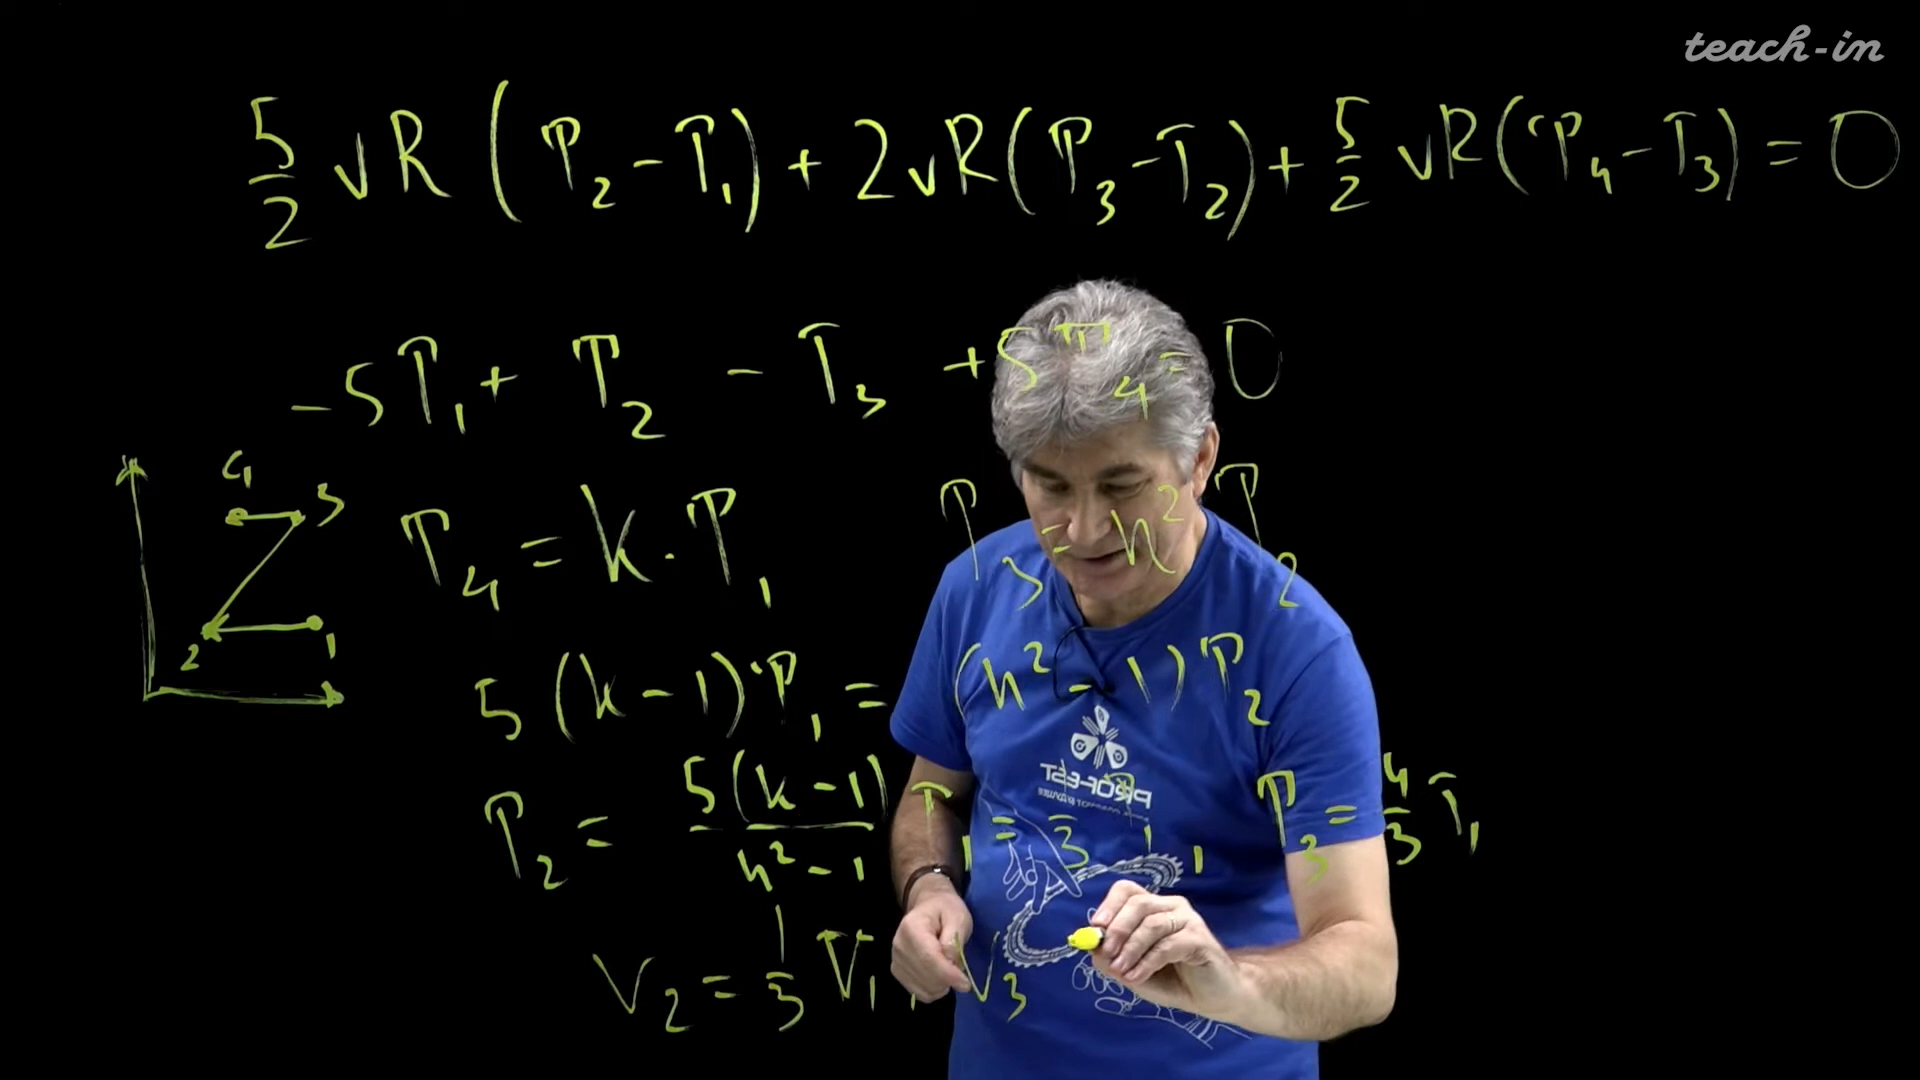 teach-in
5/2 νR (T₂ - T₁) + 2νR (T₃ - T₂) + 5/2 νR (T₄ - T₃) = 0
-5T₁ + T₂ - T₃ + 5T₄ = 0
4 3 2 1
T₄ = k · T₁ T₃ = n² T₂
5 (k - 1) T₁ = (n² - 1) T₂
T₂ = 5(k - 1) / n² - 1 T₁ = 1/3 T₁, T₃ = 4/3 T₁
V₂ = 1/3 V₁, V₃